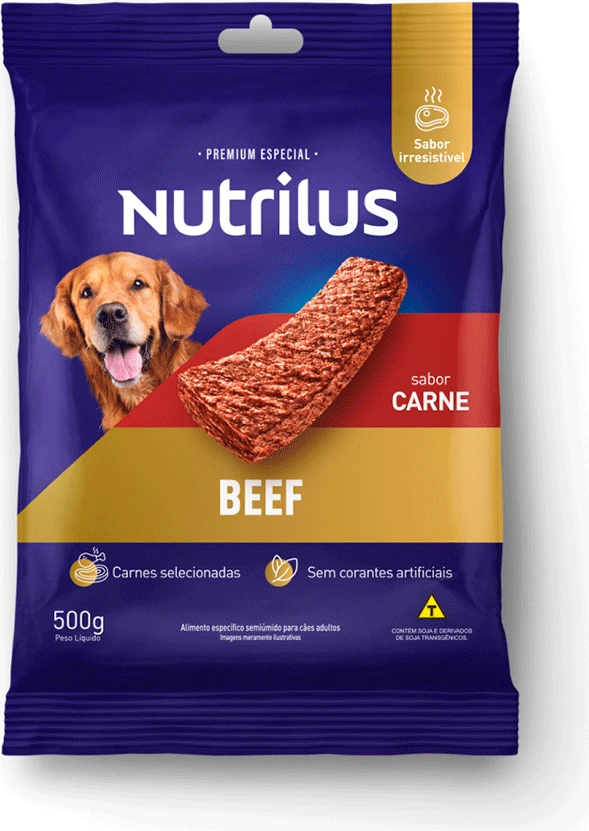 Sabor
irresistível
• PREMIUM ESPECIAL •
Nutrilus
sabor
CARNE
BEEF
Carnes selecionadas
Sem corantes artificiais
500g
Peso Líquido
Alimento específico semiúmido para cães adultos
Imagens meramente ilustrativas
T
CONTÉM SOJA E DERIVADOS
DE SOJA TRANSGÊNICOS.